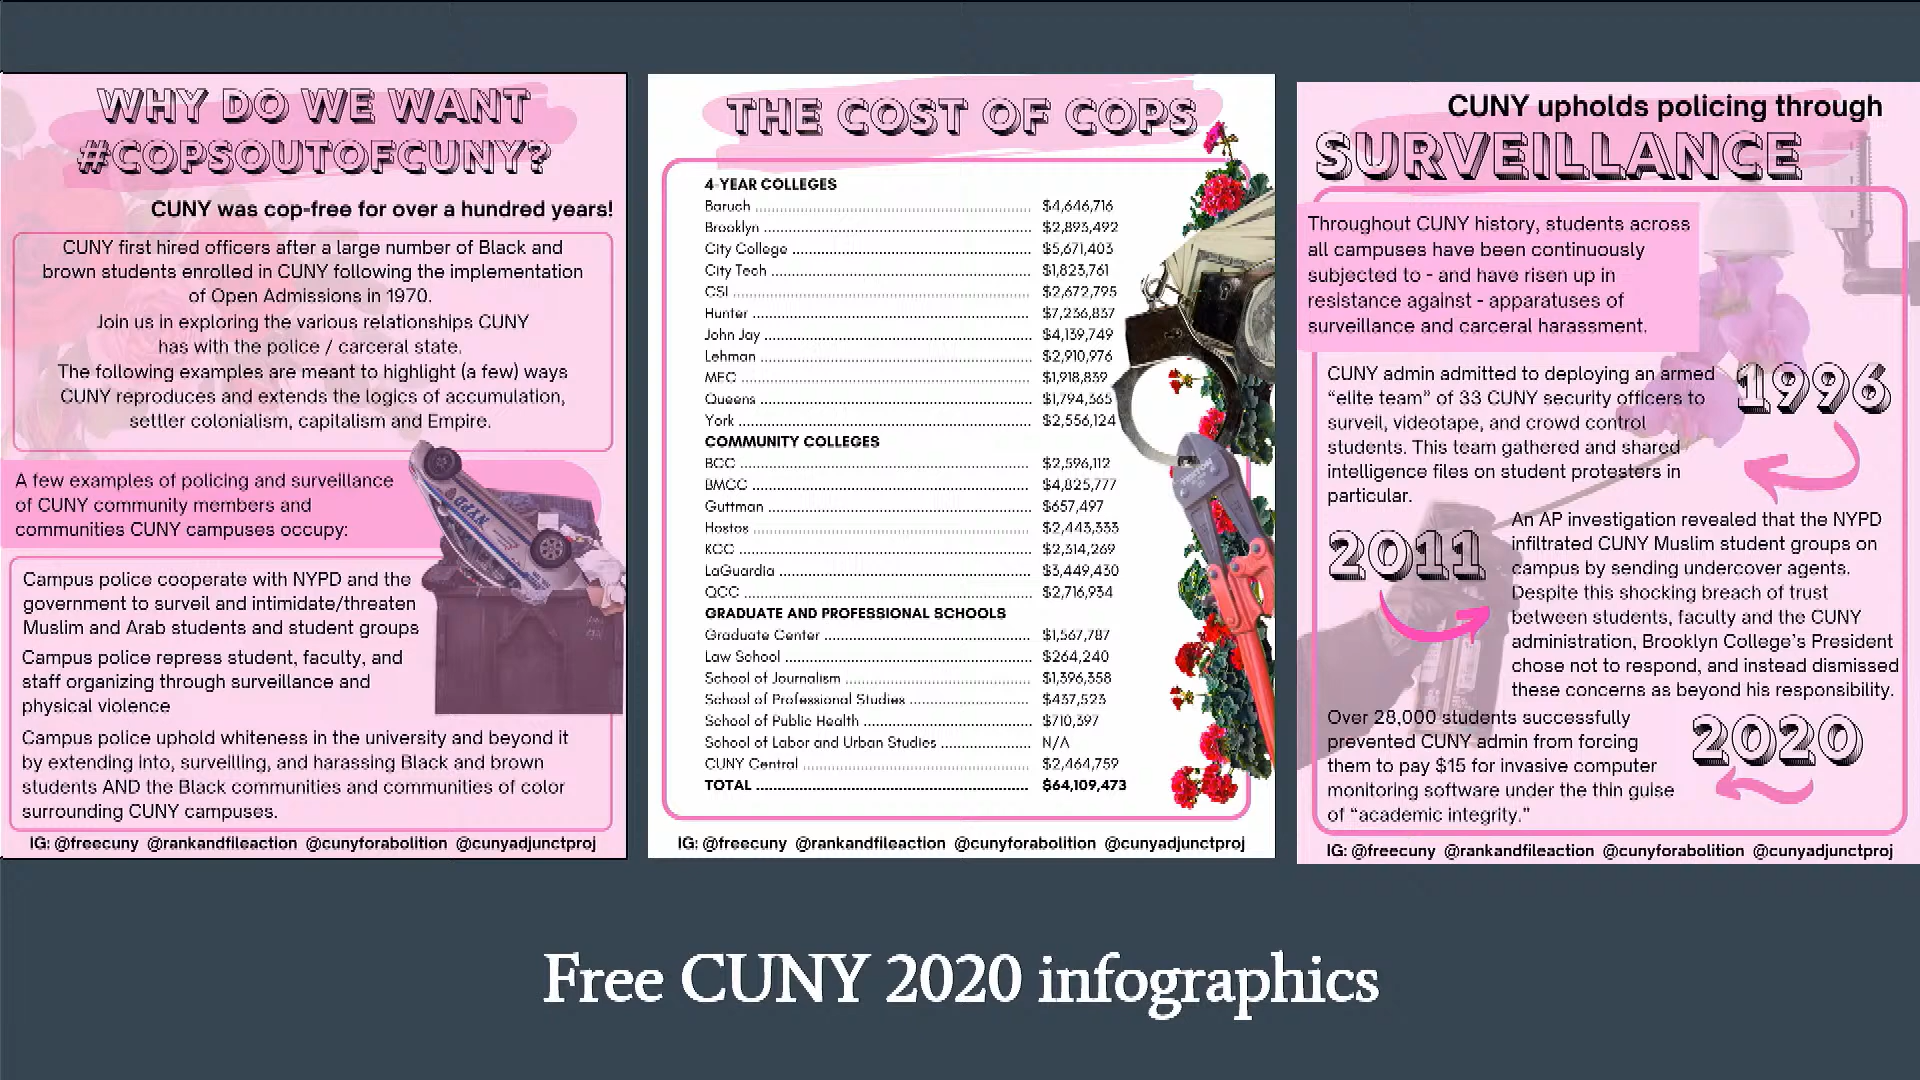 WHY DO WE WANT
#COPSOUTOFCUNY?
CUNY was cop-free for over a hundred years!
CUNY first hired officers after a large number of Black and
brown students enrolled in CUNY following the implementation
of Open Admissions in 1970.
Join us in exploring the various relationships CUNY
has with the police / carceral state.
The following examples are meant to highlight (a few) ways
CUNY reproduces and extends the logics of accumulation,
settler colonialism, capitalism and Empire.
A few examples of policing and surveillance
of CUNY community members and
communities CUNY campuses occupy:
NYPD
Campus police cooperate with NYPD and the
government to surveil and intimidate/threaten
Muslim and Arab students and student groups
Campus police repress student, faculty, and
staff organizing through surveillance and
physical violence
Campus police uphold whiteness in the university and beyond it
by extending into, surveilling, and harassing Black and brown
students AND the Black communities and communities of color
surrounding CUNY campuses.
IG: @freecuny @rankandfileaction @cunyforabolition @cunyadjunctproj
THE COST OF COPS
4-YEAR COLLEGES
Baruch $4,646,716
Brooklyn $2,893,492
City College $5,671,403
City Tech $1,823,761
CSI $2,672,795
Hunter $7,236,837
John Jay $4,139,749
Lehman $2,910,976
MEC $1,918,839
Queens $1,794,365
York $2,556,124
COMMUNITY COLLEGES
BCC $2,596,112
BMCC $4,825,777
Guttman $657,497
Hostos $2,443,333
KCC $2,314,269
LaGuardia $3,449,430
QCC $2,716,934
GRADUATE AND PROFESSIONAL SCHOOLS
Graduate Center $1,567,787
Law School $264,240
School of Journalism $1,396,358
School of Professional Studies $437,523
School of Public Health $710,397
School of Labor and Urban Studies N/A
CUNY Central $2,464,759
TOTAL $64,109,473
IG: @freecuny @rankandfileaction @cunyforabolition @cunyadjunctproj
CUNY upholds policing through
SURVEILLANCE
Throughout CUNY history, students across
all campuses have been continuously
subjected to - and have risen up in
resistance against - apparatuses of
surveillance and carceral harassment.
1996
CUNY admin admitted to deploying an armed
“elite team” of 33 CUNY security officers to
surveil, videotape, and crowd control
students. This team gathered and shared
intelligence files on student protesters in
particular.
2011
An AP investigation revealed that the NYPD
infiltrated CUNY Muslim student groups on
campus by sending undercover agents.
Despite this shocking breach of trust
between students, faculty and the CUNY
administration, Brooklyn College's President
chose not to respond, and instead dismissed
these concerns as beyond his responsibility.
2020
Over 28,000 students successfully
prevented CUNY admin from forcing
them to pay $15 for invasive computer
monitoring software under the thin guise
of “academic integrity.”
IG: @freecuny @rankandfileaction @cunyforabolition @cunyadjunctproj
Free CUNY 2020 infographics